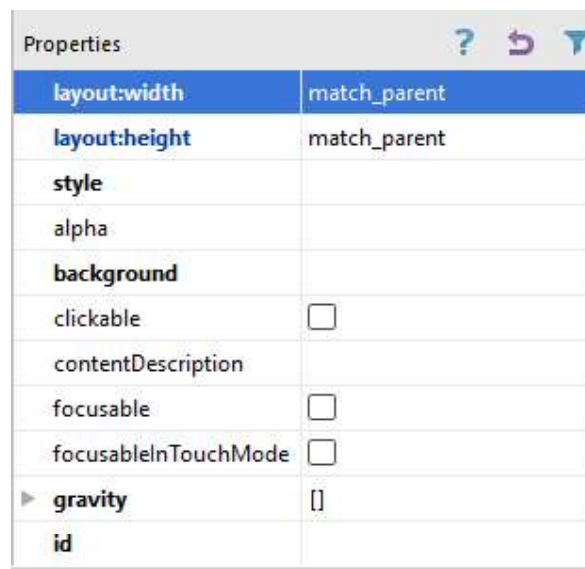 Properties ?
layout:width match_parent
layout:height match_parent
style
alpha
background
clickable
contentDescription
focusable
focusableInTouchMode
gravity []
id